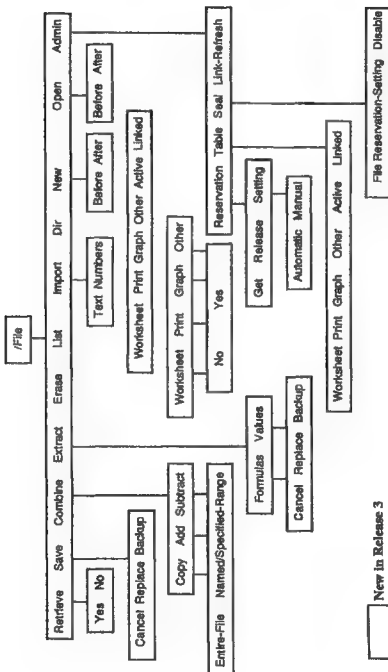 /File
Retrieve Save Combine Extract Erase List Import Dir New Open Admin
Yes No
Cancel Replace Backup
Copy Add Subtract
Entire-File Named/Specified-Range
Formulas Values
Cancel Replace Backup
Worksheet Print Graph Other
No Yes
Worksheet Print Graph Other Active Linked
Text Numbers
Before After
Before After
Reservation Table Seal Link-Refresh
Get Release Setting
Automatic Manual
Worksheet Print Graph Other Active Linked
File Reservation-Setting Disable
New in Release 3